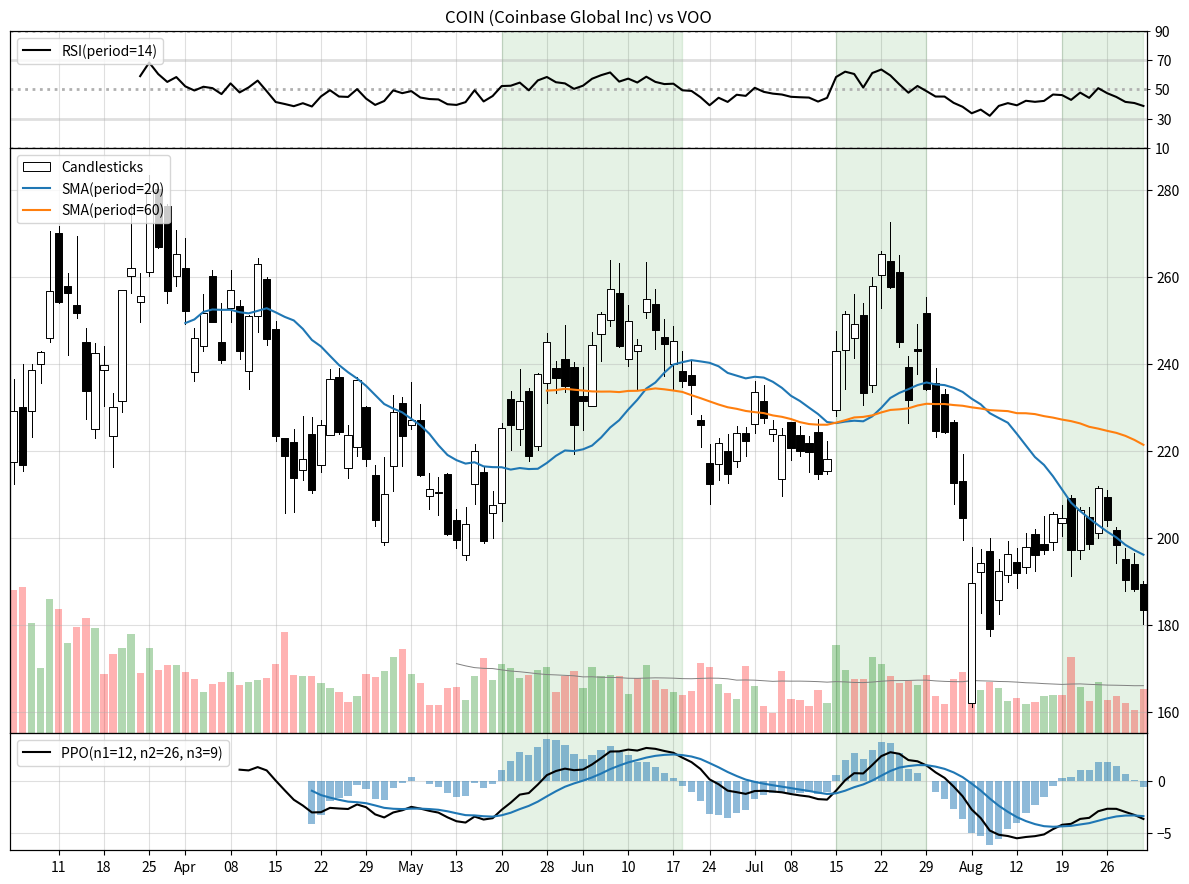 COIN (Coinbase Global Inc) vs VOO
RSI(period=14)
90
70
50
30
10
Candlesticks
SMA(period=20)
SMA(period=60)
280
260
240
220
200
180
160
PPO(n1=12, n2=26, n3=9)
0
−5
11 18 25 Apr 08 15 22 29 May 13 20 28 Jun 10 17 24 Jul 08 15 22 29 Aug 12 19 26